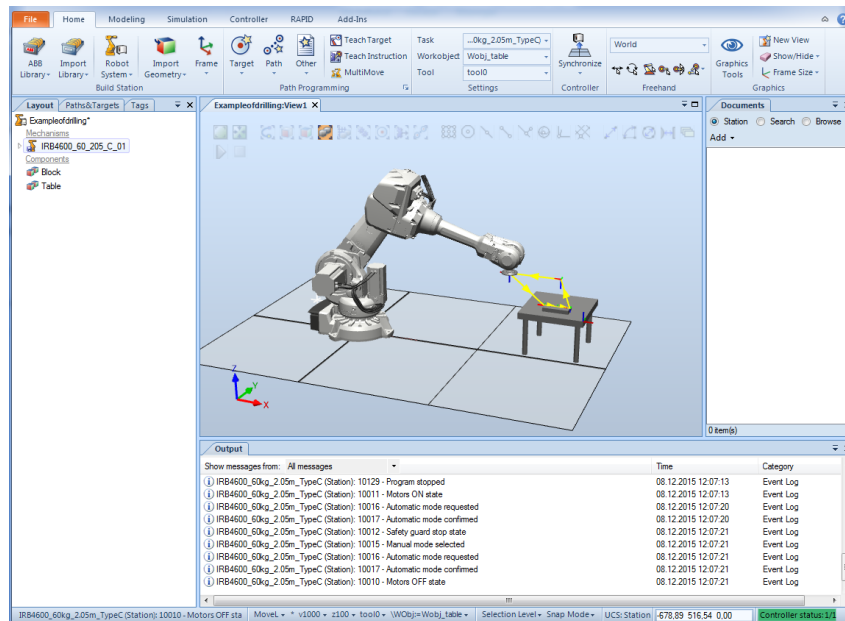 File Home Modeling Simulation Controller RAPID Add-Ins
ABB Library Import Library Robot System Import Geometry Frame Target Path Other
Build Station
Teach Target
Teach Instruction
MultiMove
Path Programming
Task ...0kg_2.05m_TypeC)
Workobject Wobj_table
Tool tool0
Settings
Synchronize
Controller
World
Freehand
Graphics Tools
New View
Show/Hide
Frame Size
Graphics
Layout Paths&Targets Tags
Exampleofdrilling*
Mechanisms
IRB4600_60_205_C_01
Components
Block
Table
Exampleofdrilling:View1
Z
Y
X
Documents
Station Search Browse
Add
0 item(s)
Output
Show messages from: All messages Time Category
IRB4600_60kg_2.05m_TypeC (Station): 10129 - Program stopped 08.12.2015 12:07:13 Event Log
IRB4600_60kg_2.05m_TypeC (Station): 10011 - Motors ON state 08.12.2015 12:07:13 Event Log
IRB4600_60kg_2.05m_TypeC (Station): 10016 - Automatic mode requested 08.12.2015 12:07:20 Event Log
IRB4600_60kg_2.05m_TypeC (Station): 10017 - Automatic mode confirmed 08.12.2015 12:07:20 Event Log
IRB4600_60kg_2.05m_TypeC (Station): 10012 - Safety guard stop state 08.12.2015 12:07:21 Event Log
IRB4600_60kg_2.05m_TypeC (Station): 10015 - Manual mode selected 08.12.2015 12:07:21 Event Log
IRB4600_60kg_2.05m_TypeC (Station): 10016 - Automatic mode requested 08.12.2015 12:07:21 Event Log
IRB4600_60kg_2.05m_TypeC (Station): 10017 - Automatic mode confirmed 08.12.2015 12:07:21 Event Log
IRB4600_60kg_2.05m_TypeC (Station): 10010 - Motors OFF state 08.12.2015 12:07:21 Event Log
IRB4600_60kg_2.05m_TypeC (Station): 10010 - Motors OFF sta MoveL * v1000 z100 tool0 \WObj:=Wobj_table Selection Level Snap Mode UCS: Station -678,89 516,54 0,00 Controller status: 1/1